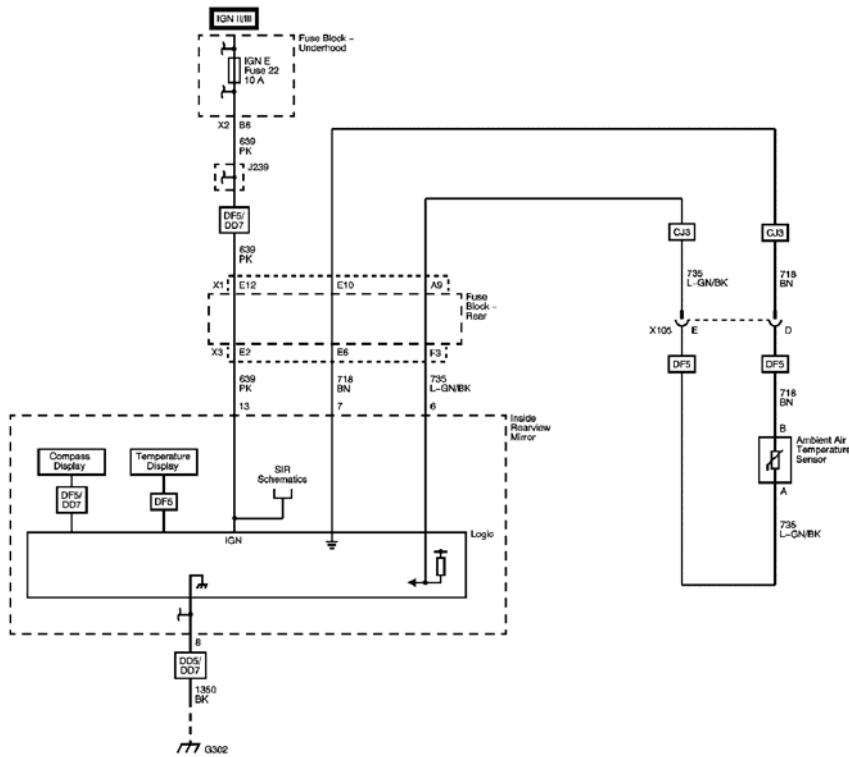 IGN II/III
Fuse Block –
Underhood
IGN E
Fuse 22
10 A
X2 B6
639
PK
J239
DF5/
DD7
639
PK
CJ3
CJ3
735
L-GN/BK
718
BN
X1 E12 E10 A9
Fuse
Block –
Rear
X105 E D
X3 E2 E6 F3
DF5
DF5
639
PK
718
BN
735
L-GN/BK
718
BN
13 7 6
Inside
Rearview
Mirror
B
Ambient Air
Temperature
Sensor
A
Compass
Display
Temperature
Display
SIR
Schematics
DF5/
DD7
DF5
735
L-GN/BK
IGN
Logic
8
DD5/
DD7
1350
BK
G302